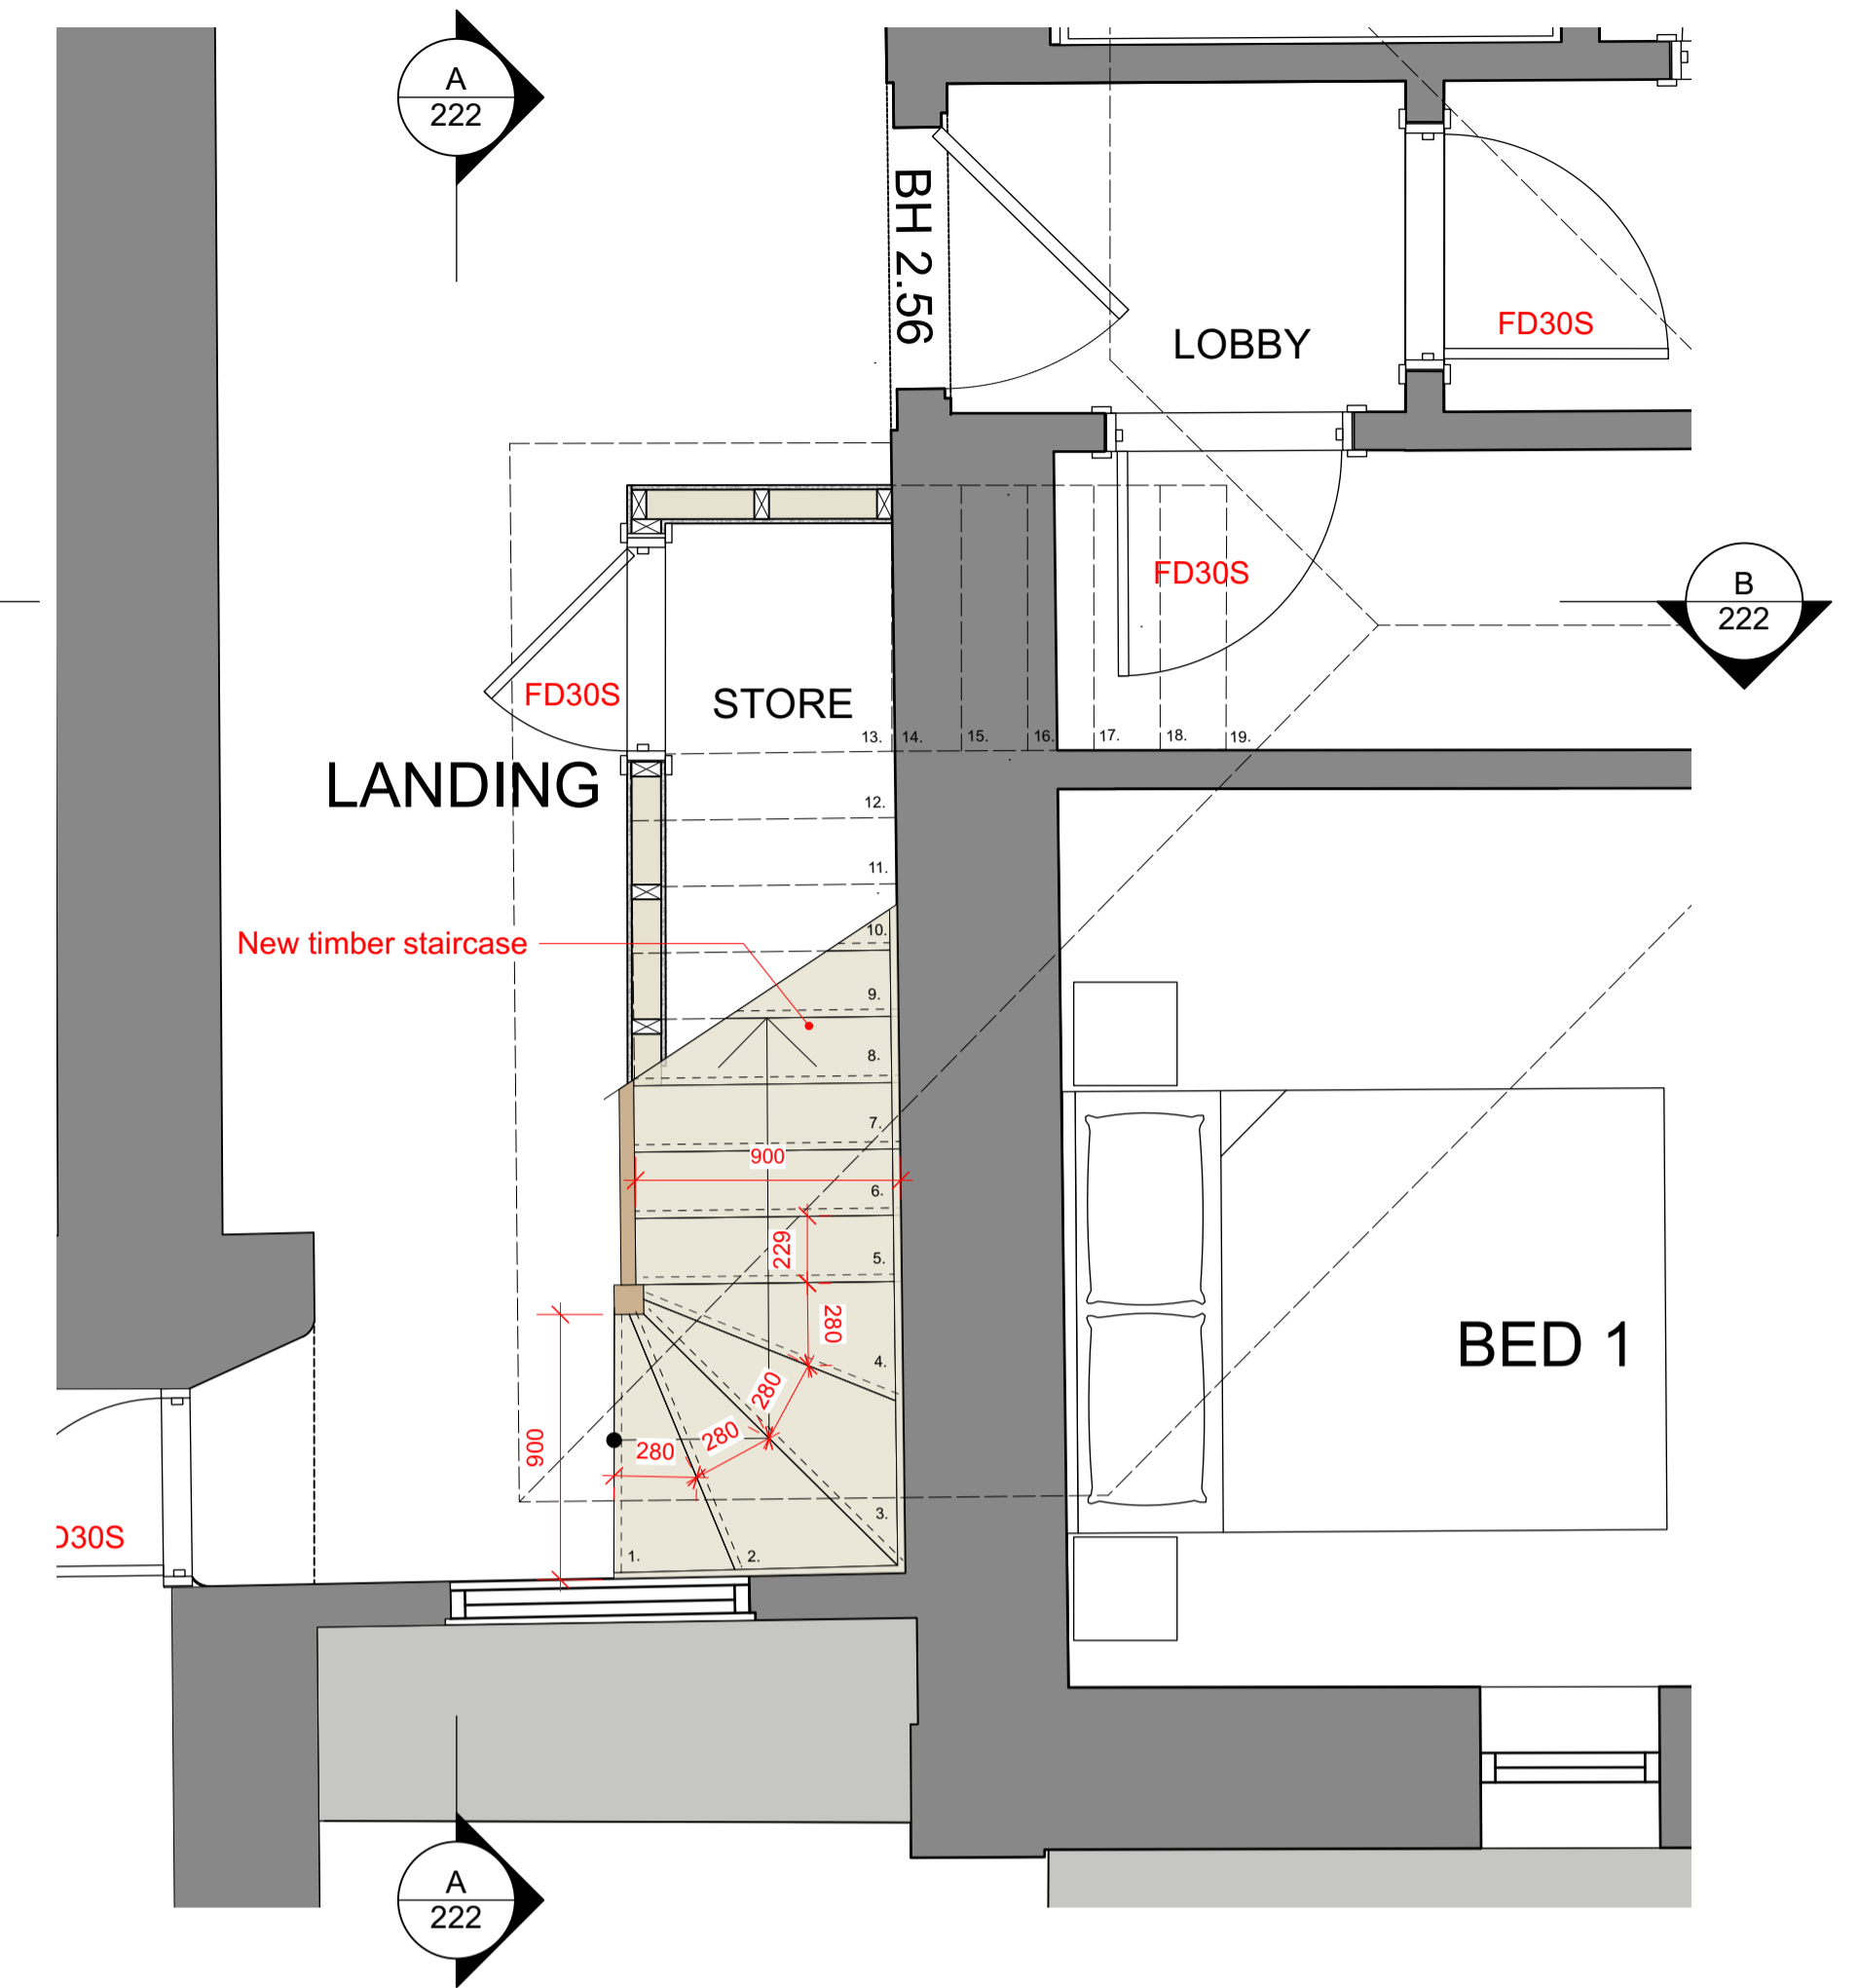 A
222
BH 2.56
LOBBY
FD30S
FD30S
B
222
FD30S
STORE
13.
14.
15.
16.
17.
18.
19.
LANDING
12.
11.
10.
New timber staircase
9.
8.
7.
900
6.
229
5.
280
4.
280
280
280
900
3.
2.
1.
BED 1
D30S
A
222